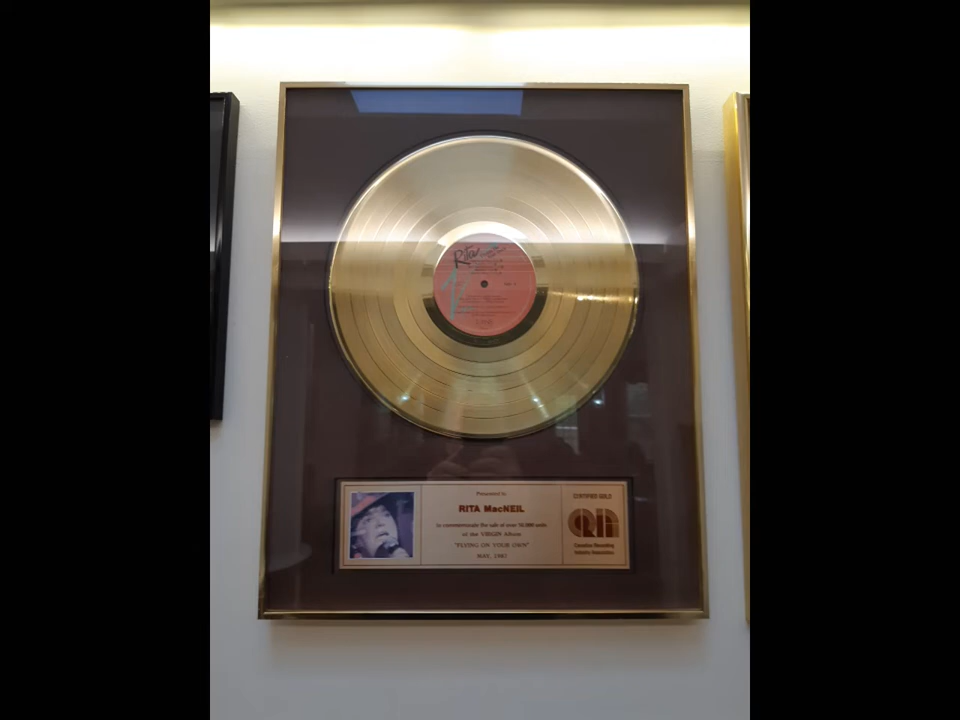 Rita
Presented to
RITA MacNEIL
to commemorate the sale of over 50,000 units
of the VIRGIN Album
"FLYING ON YOUR OWN"
MAY, 1987
CERTIFIED GOLD
Canadian Recording
Industry Association